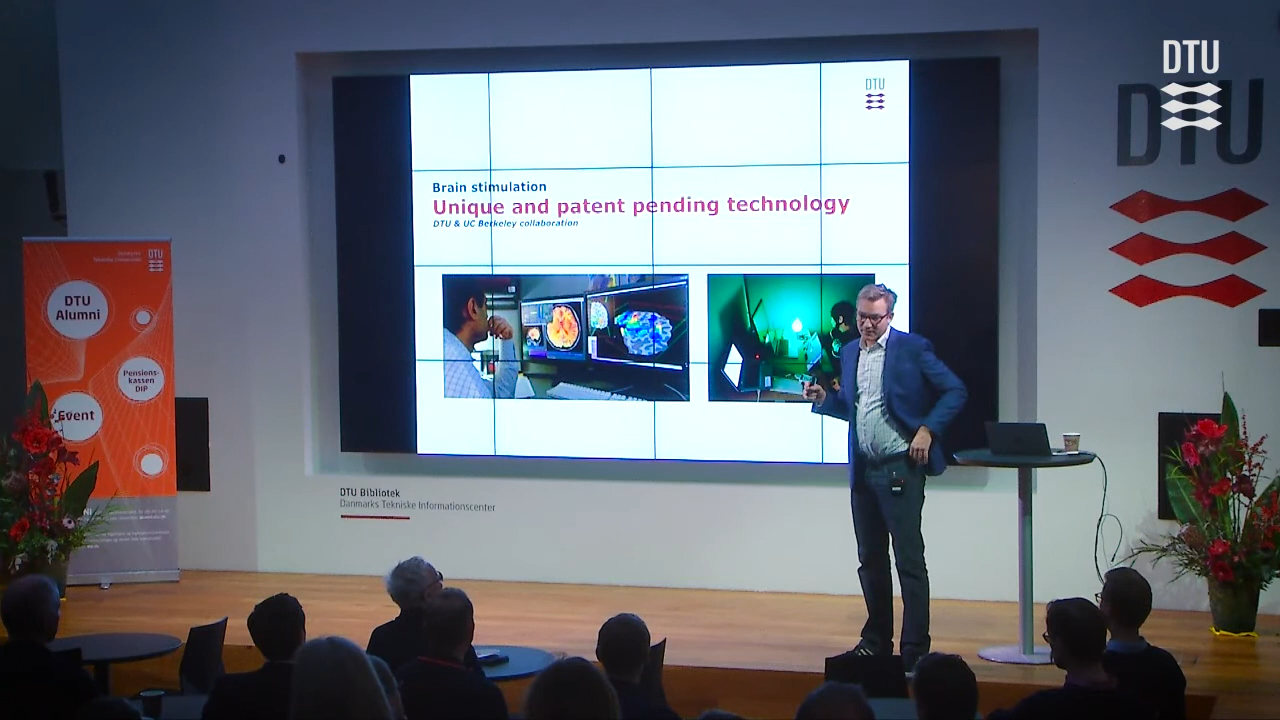 DTU
DTU
DTU
Brain stimulation
Unique and patent pending technology
DTU & UC Berkeley collaboration
DTU
DTU
Alumni
Pensions-
kassen
DIP
Event
DTU Bibliotek
Danmarks Tekniske Informationscenter